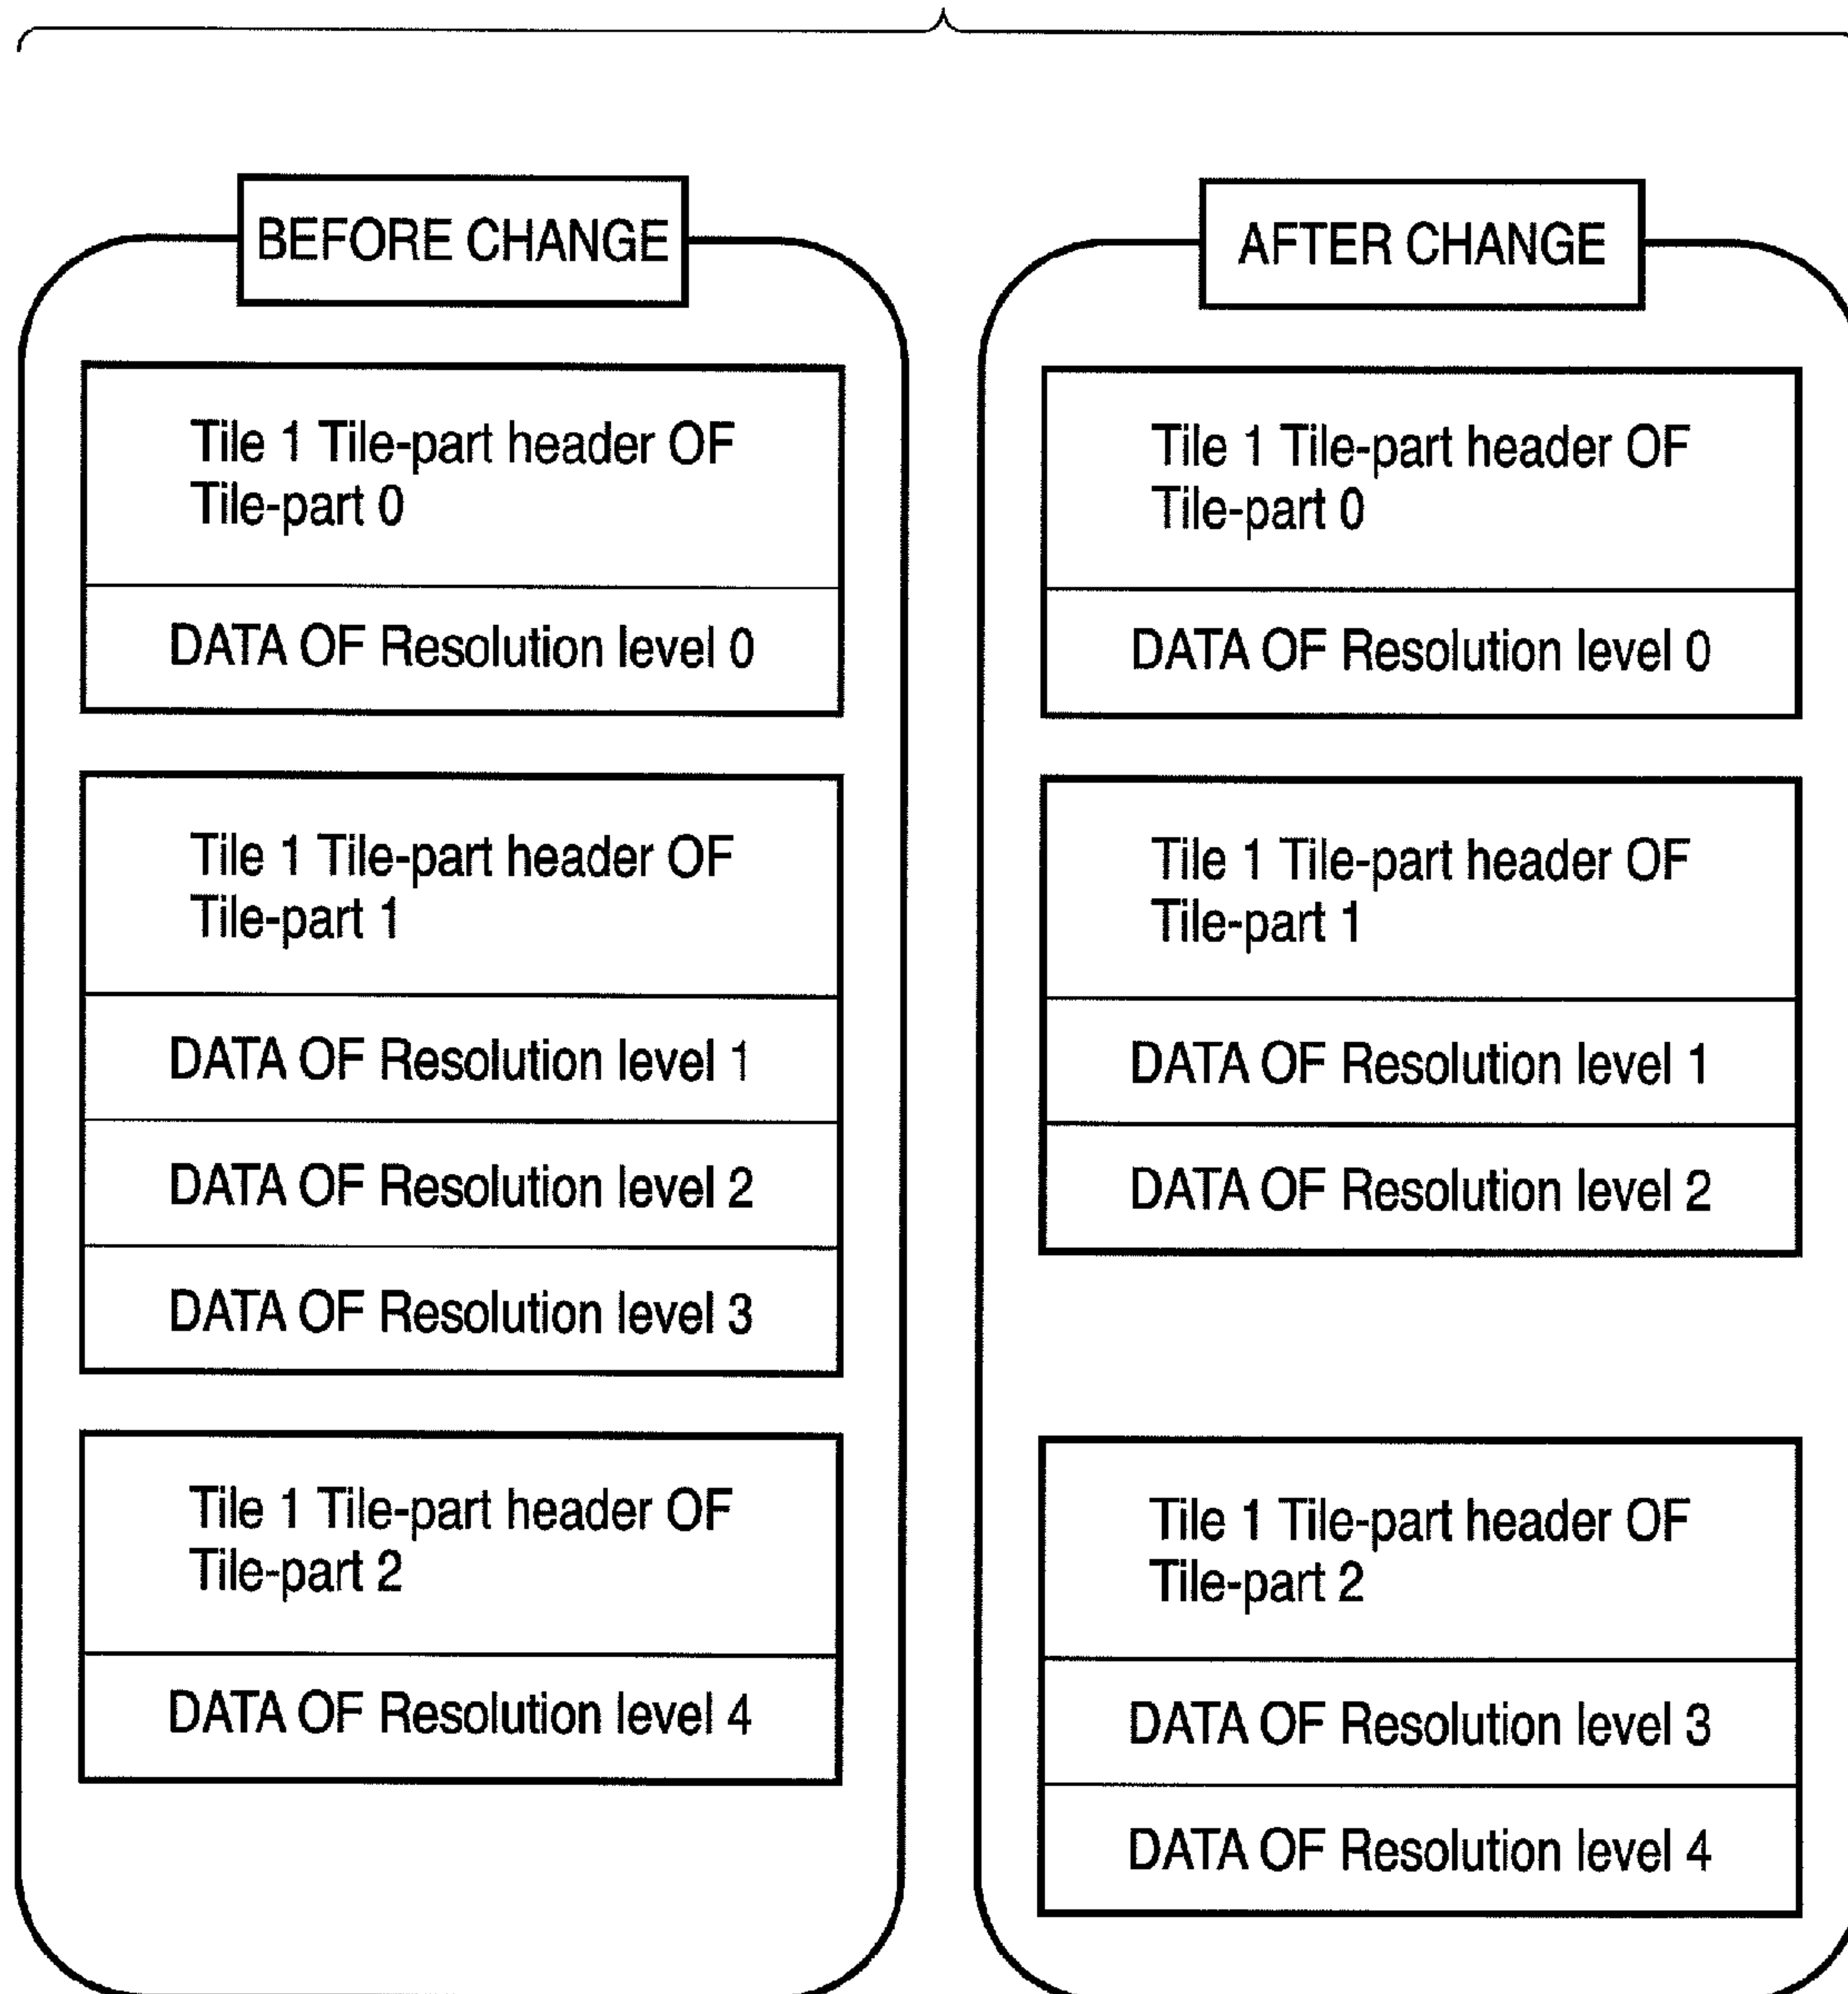 BEFORE CHANGE
Tile 1 Tile-part header OF
Tile-part 0
DATA OF Resolution level 0
Tile 1 Tile-part header OF
Tile-part 1
DATA OF Resolution level 1
DATA OF Resolution level 2
DATA OF Resolution level 3
Tile 1 Tile-part header OF
Tile-part 2
DATA OF Resolution level 4
AFTER CHANGE
Tile 1 Tile-part header OF
Tile-part 0
DATA OF Resolution level 0
Tile 1 Tile-part header OF
Tile-part 1
DATA OF Resolution level 1
DATA OF Resolution level 2
Tile 1 Tile-part header OF
Tile-part 2
DATA OF Resolution level 3
DATA OF Resolution level 4